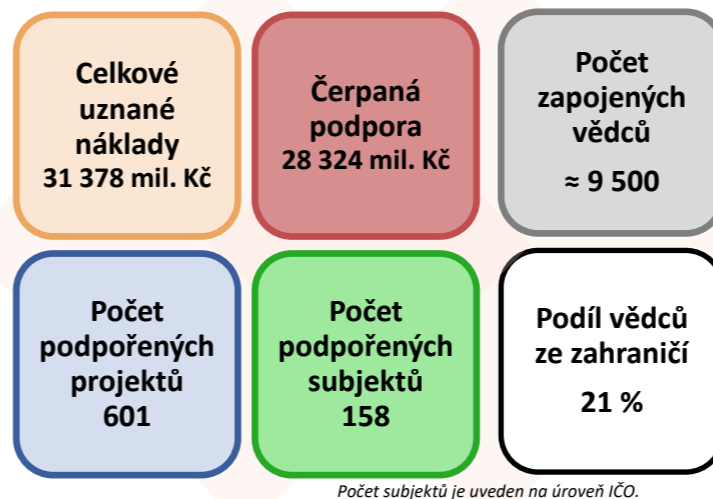 Celkové
uznané
náklady
31 378 mil. Kč
Čerpaná
podpora
28 324 mil. Kč
Počet
zapojených
vědců
≈ 9 500
Počet
podpořených
projektů
601
Počet
podpořených
subjektů
158
Podíl vědců
ze zahraničí
21 %
Počet subjektů je uveden na úroveň IČO.